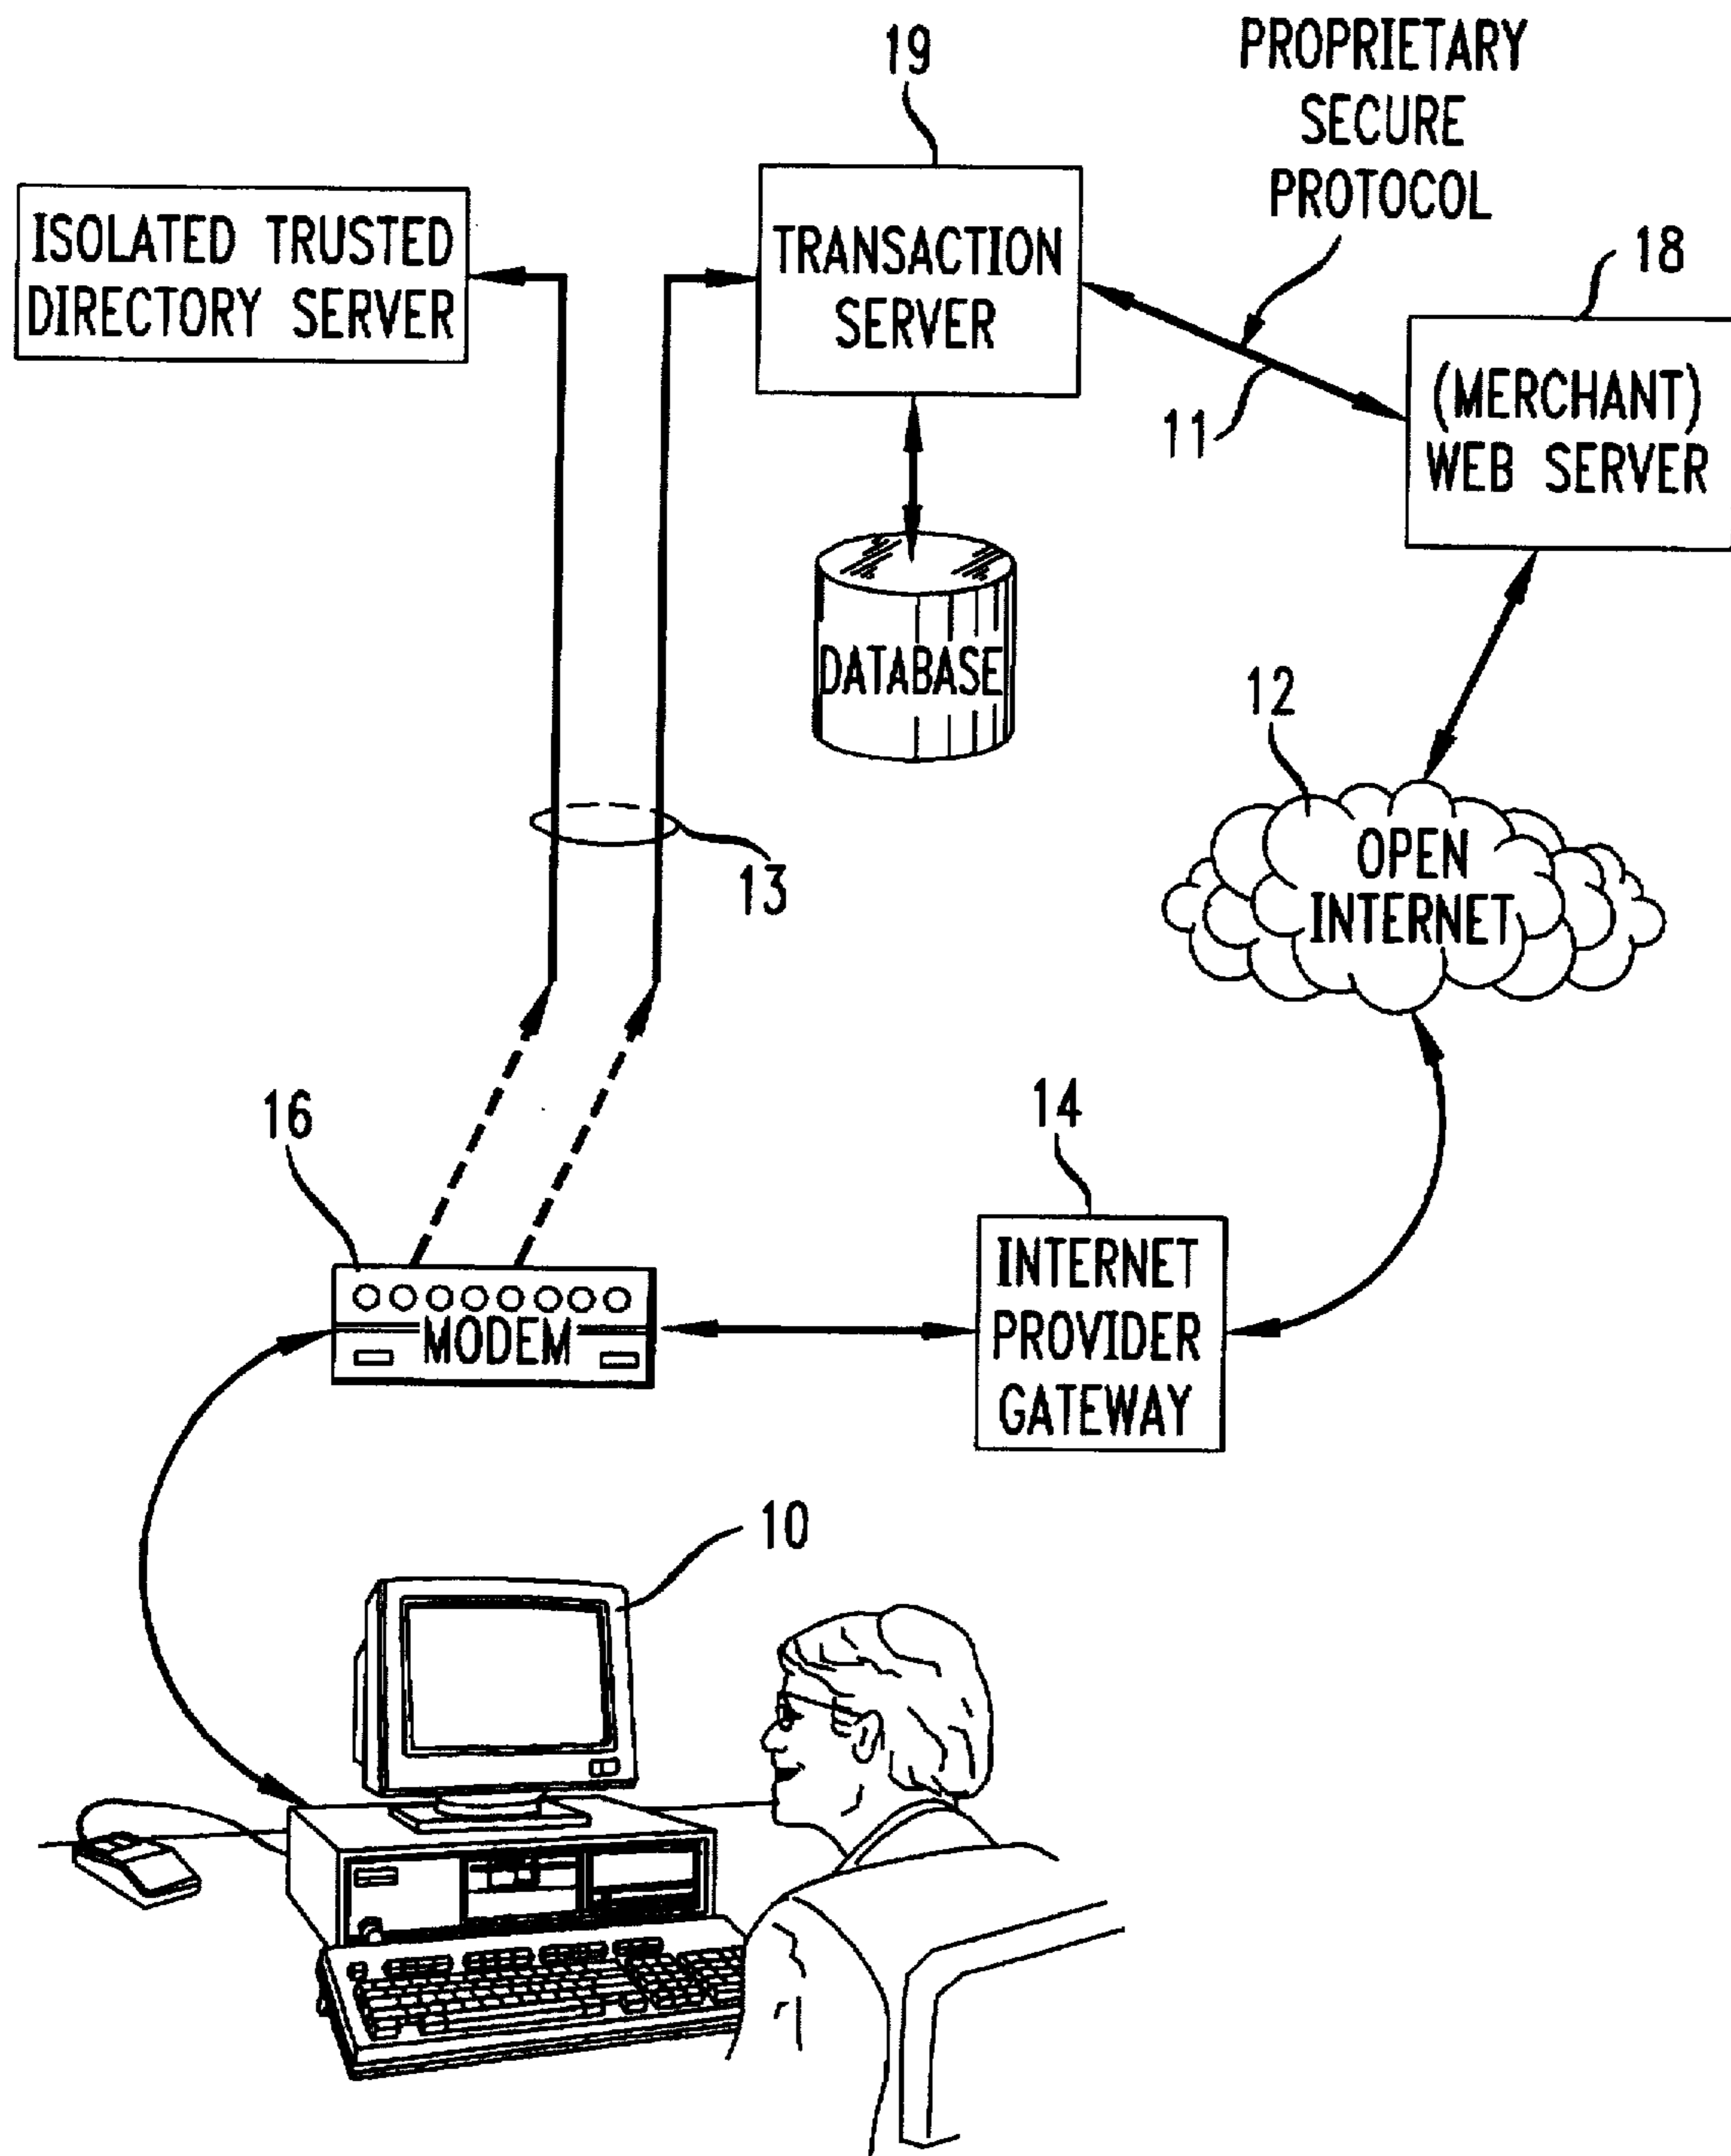 19
PROPRIETARY
SECURE
PROTOCOL
ISOLATED TRUSTED
DIRECTORY SERVER
TRANSACTION
SERVER
18
11
(MERCHANT)
WEB SERVER
DATABASE
12
13
OPEN
INTERNET
16
14
MODEM
INTERNET
PROVIDER
GATEWAY
10